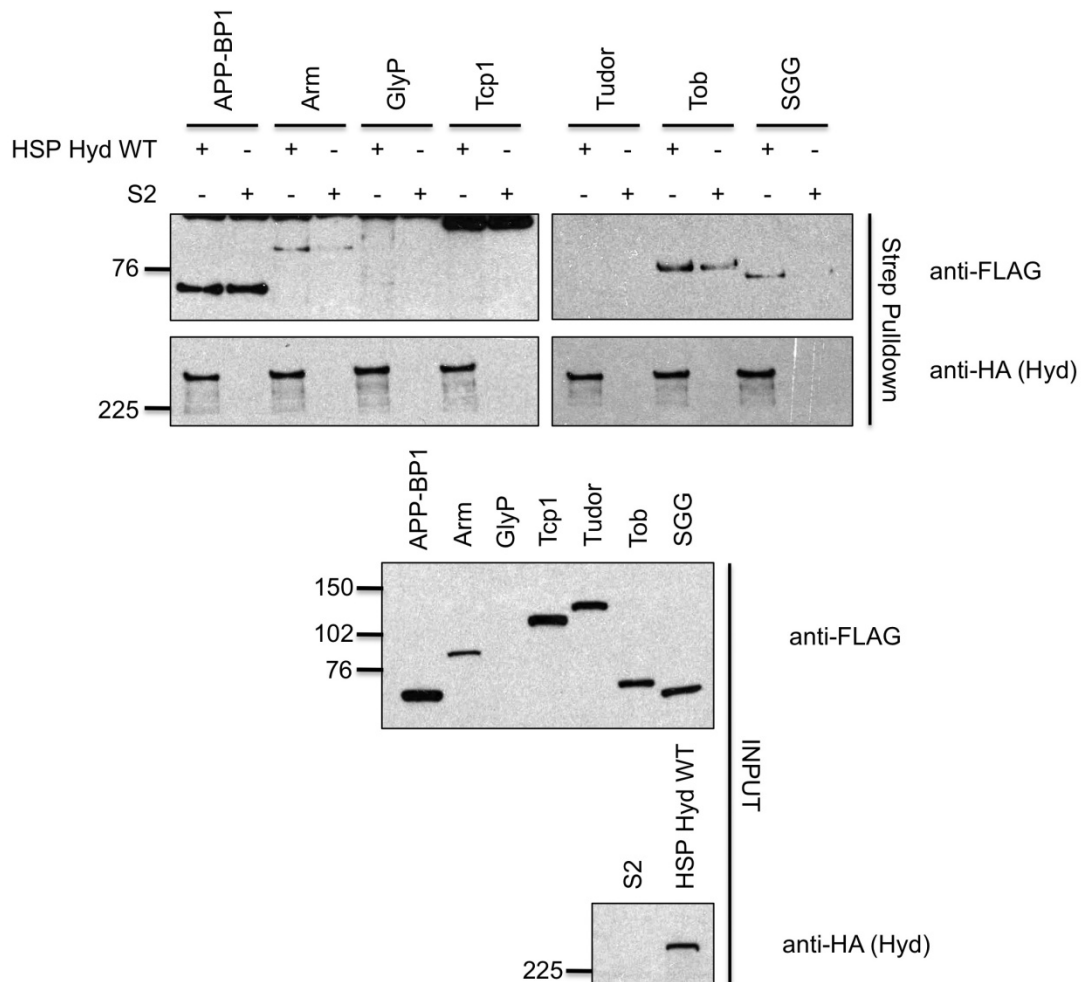 APP-BP1 Arm GlyP Tcp1 Tudor Tob SGG
HSP Hyd WT + - + - + - + - + - + - + -
S2 - + - + - + - + - + - + - +
76 anti-FLAG
225 anti-HA (Hyd)
Strep Pulldown
APP-BP1 Arm GlyP Tcp1 Tudor Tob SGG
150
102
76
anti-FLAG
INPUT
S2 HSP Hyd WT
225 anti-HA (Hyd)